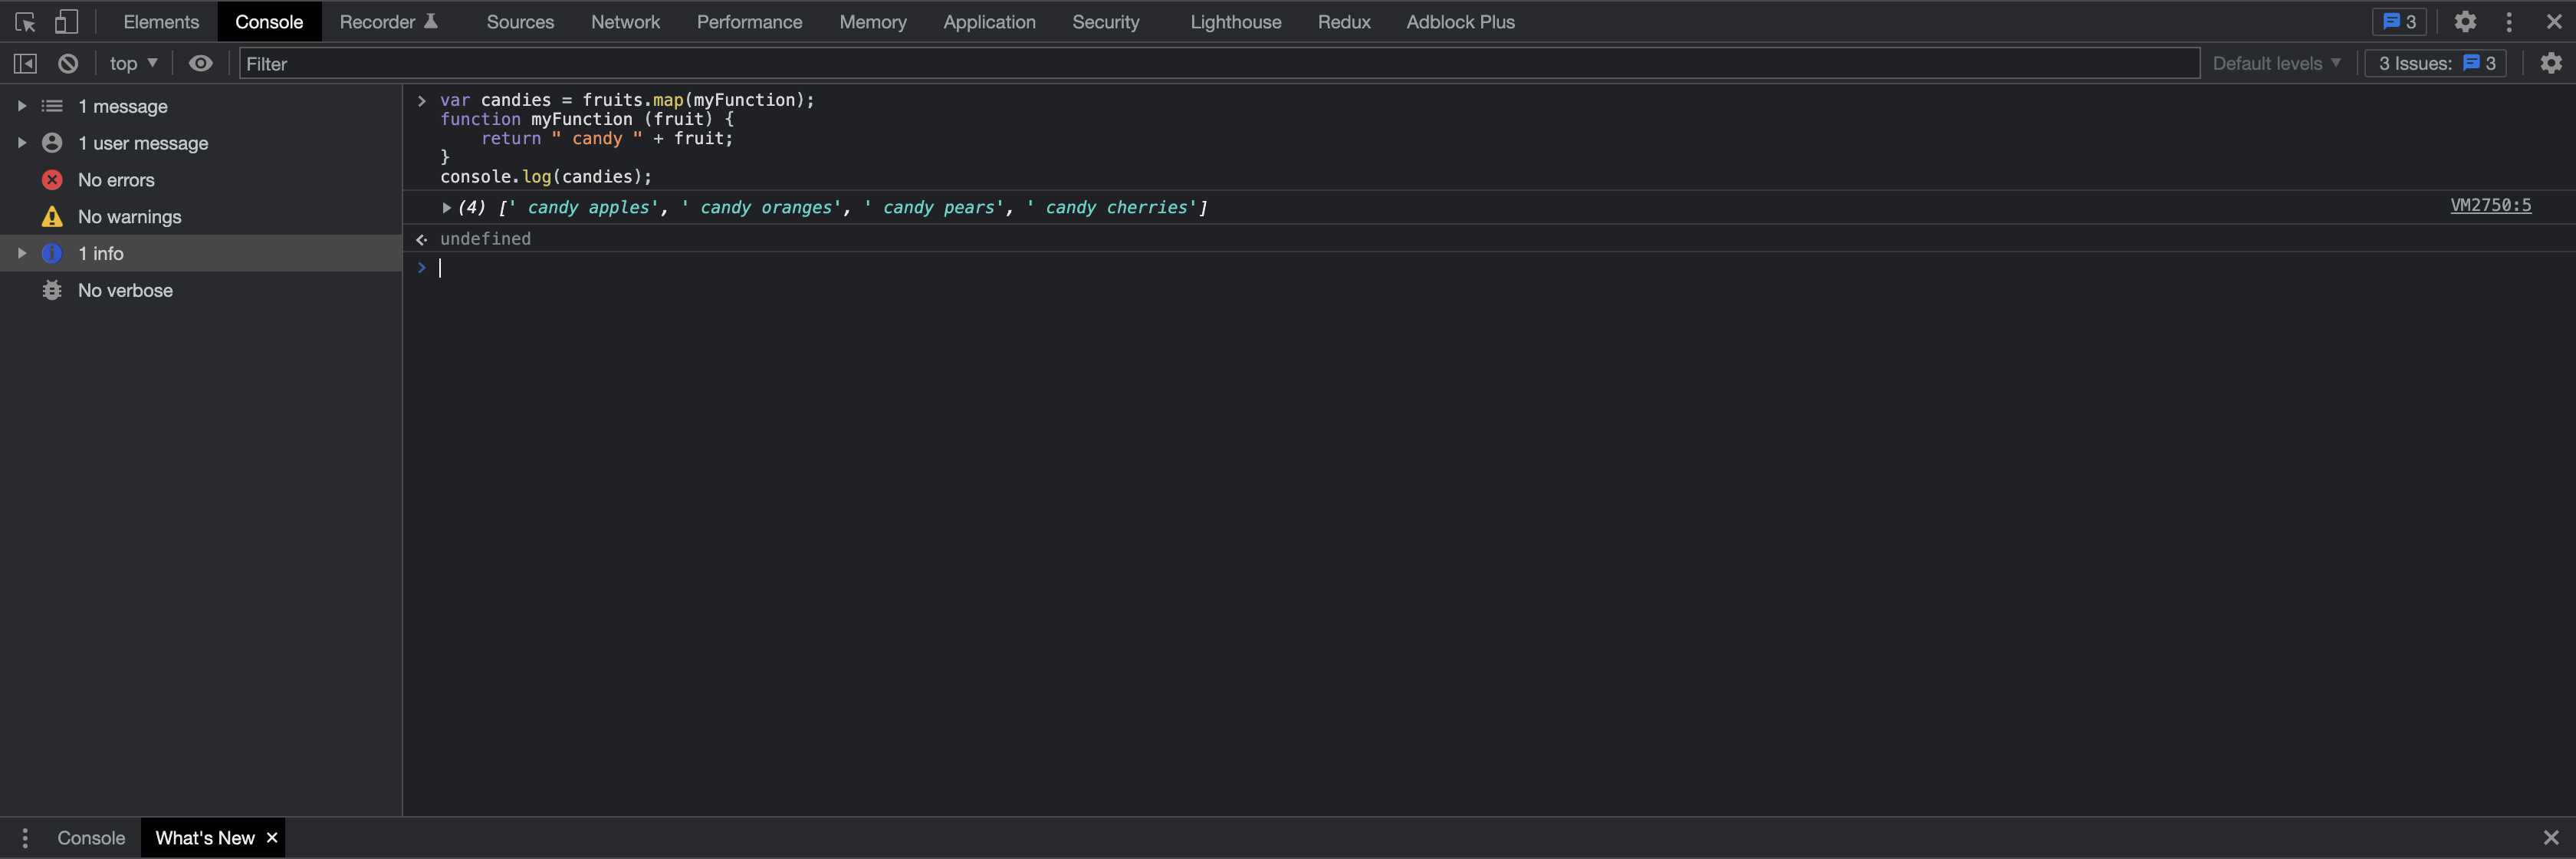 Elements Console Recorder Sources Network Performance Memory Application Security Lighthouse Redux Adblock Plus 3
top Filter Default levels 3 Issues: 3
1 message
1 user message
No errors
No warnings
1 info
No verbose
var candies = fruits.map(myFunction);
function myFunction (fruit) {
    return " candy " + fruit;
}
console.log(candies);
(4) [' candy apples', ' candy oranges', ' candy pears', ' candy cherries'] VM2750:5
undefined
Console What's New